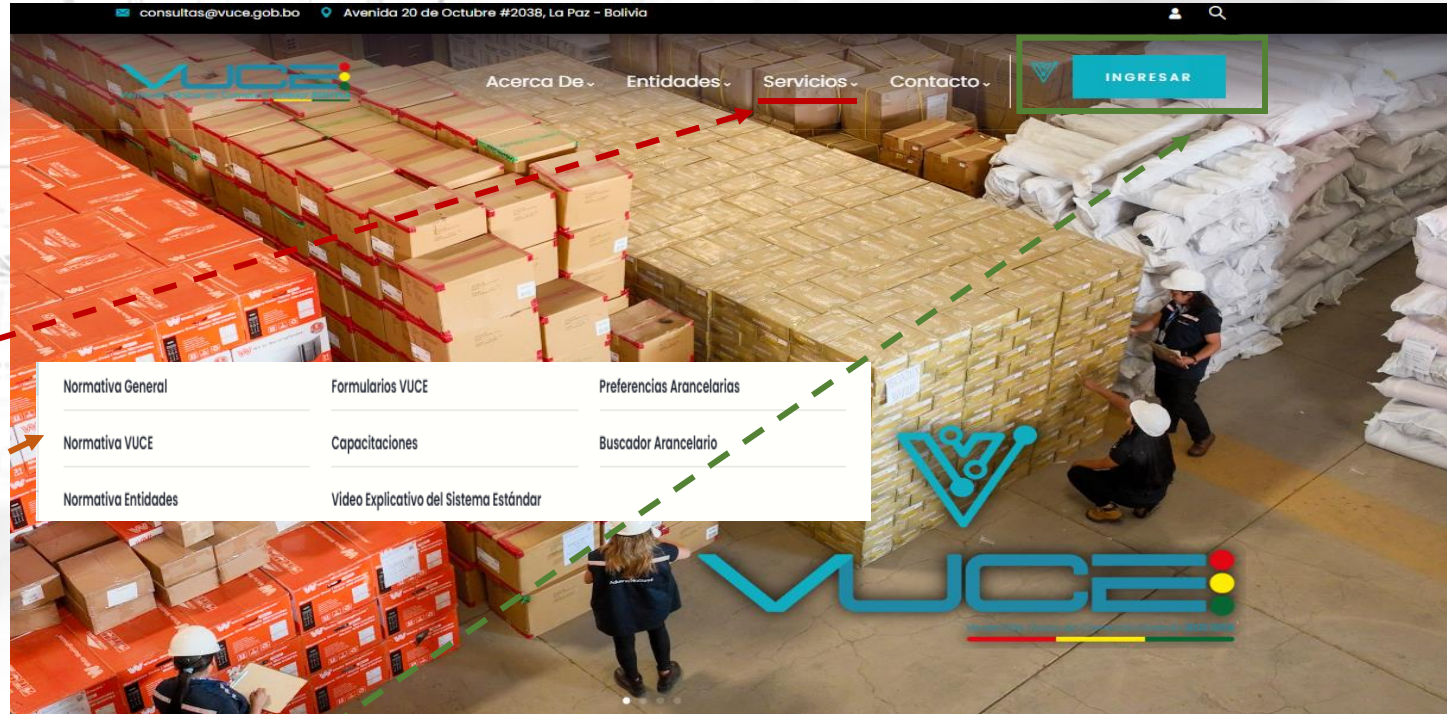 consultas@vuce.gob.bo Avenida 20 de Octubre #2038, La Paz - Bolivia
VUCE
Acerca De Entidades Servicios Contacto INGRESAR
Normativa General Formularios VUCE Preferencias Arancelarias
Normativa VUCE Capacitaciones Buscador Arancelario
Normativa Entidades Video Explicativo del Sistema Estándar
VUCE